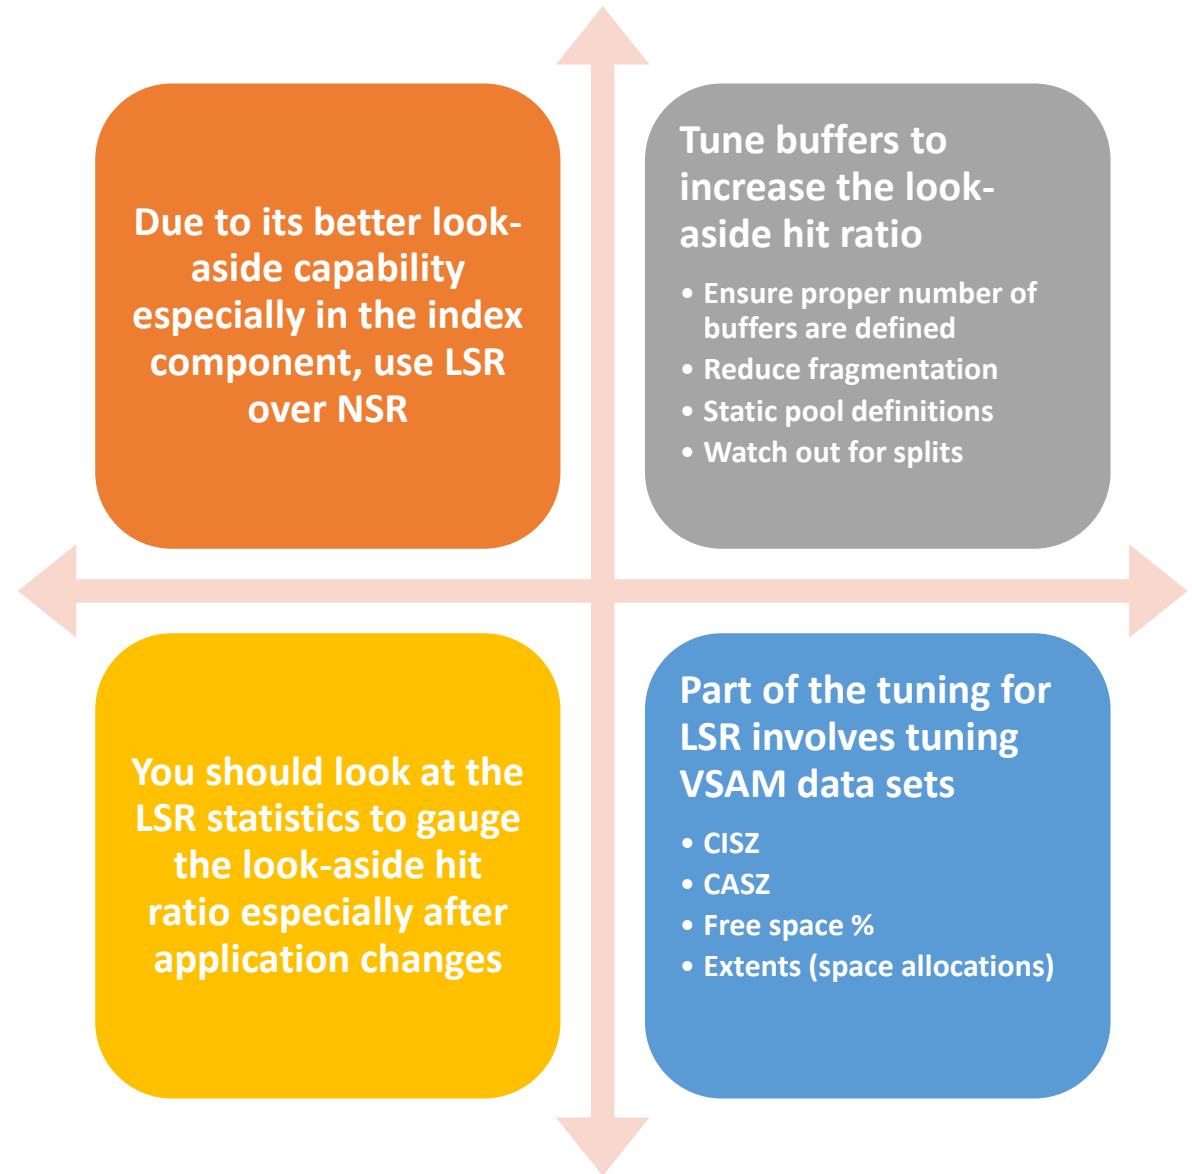 Due to its better look-
aside capability
especially in the index
component, use LSR
over NSR
Tune buffers to
increase the look-
aside hit ratio
• Ensure proper number of
buffers are defined
• Reduce fragmentation
• Static pool definitions
• Watch out for splits
You should look at the
LSR statistics to gauge
the look-aside hit
ratio especially after
application changes
Part of the tuning for
LSR involves tuning
VSAM data sets
• CISZ
• CASZ
• Free space %
• Extents (space allocations)